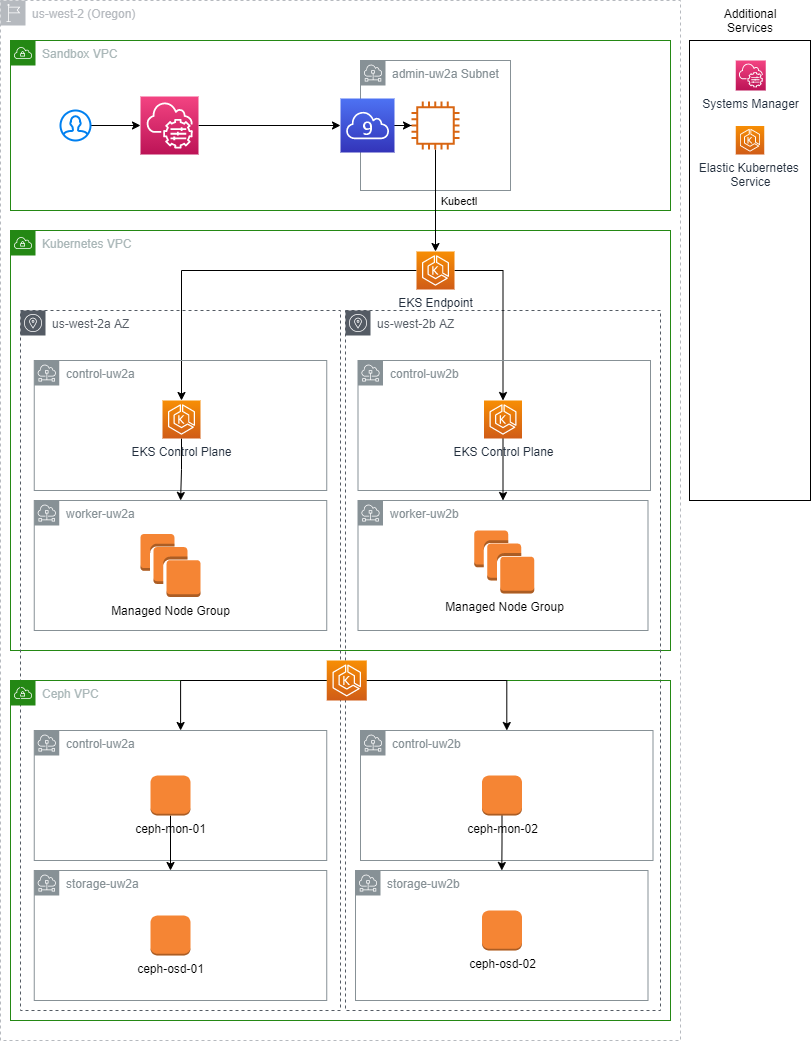 us-west-2 (Oregon)
Additional
Services
Sandbox VPC
admin-uw2a Subnet
9
Systems Manager
Elastic Kubernetes
Service
Kubectl
Kubernetes VPC
K
EKS Endpoint
us-west-2a AZ
us-west-2b AZ
control-uw2a
control-uw2b
K
K
EKS Control Plane
EKS Control Plane
worker-uw2a
worker-uw2b
Managed Node Group
Managed Node Group
K
Ceph VPC
control-uw2a
control-uw2b
ceph-mon-01
ceph-mon-02
storage-uw2a
storage-uw2b
ceph-osd-01
ceph-osd-02